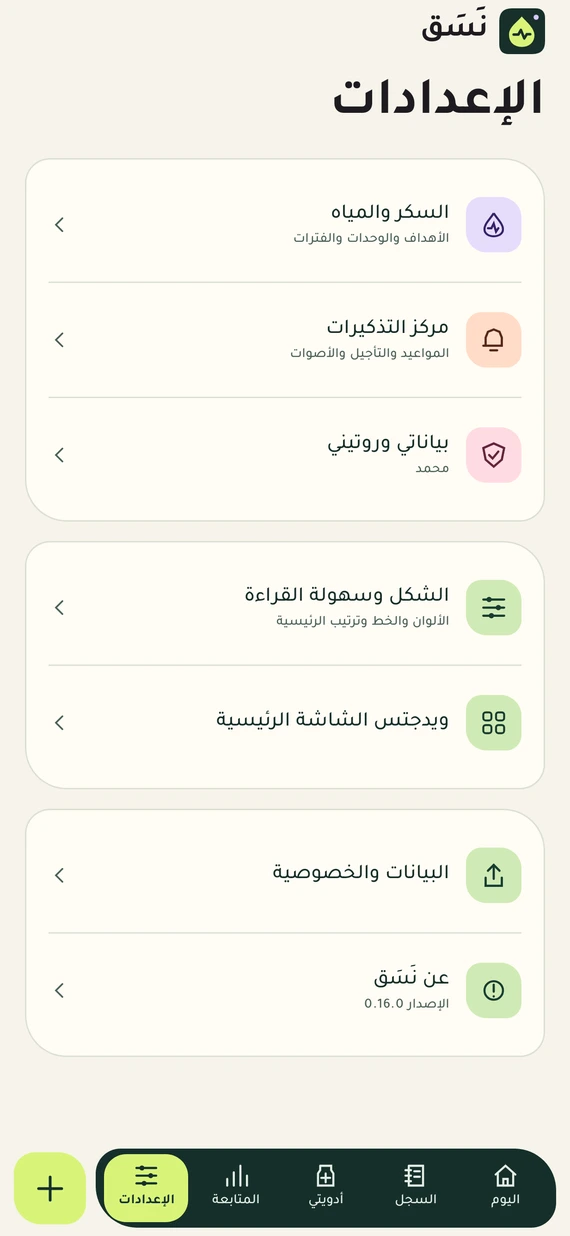 نَسَق
الإعدادات
السكر والمياه
الأهداف والوحدات والفترات
مركز التذكيرات
المواعيد والتأجيل والأصوات
بياناتي وروتيني
محمد
الشكل وسهولة القراءة
الألوان والخط وترتيب الرئيسية
ويدجتس الشاشة الرئيسية
البيانات والخصوصية
عن نَسَق
الإصدار 0.16.0
اليوم
السجل
أدويتي
المتابعة
الإعدادات